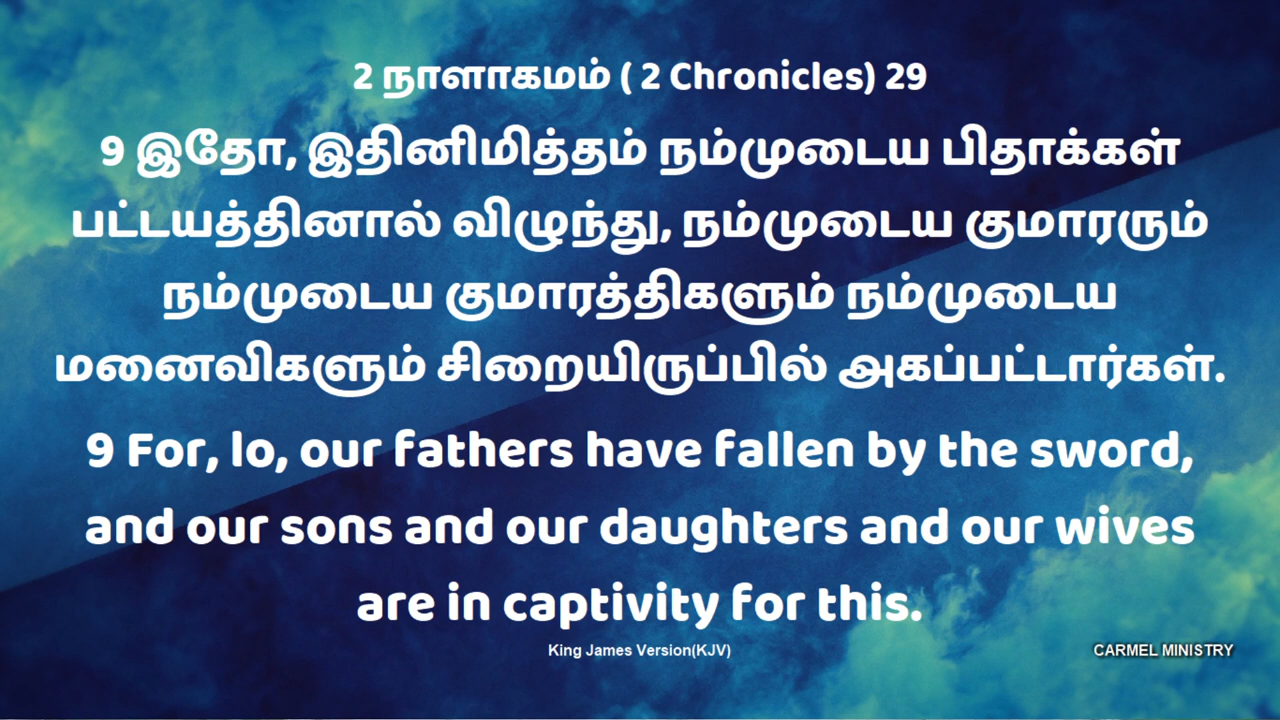 2 நாளாகமம் ( 2 Chronicles) 29
9 இதோ, இதினிமித்தம் நம்முடைய பிதாக்கள்
பட்டயத்தினால் விழுந்து, நம்முடைய குமாரரும்
நம்முடைய குமாரத்திகளும் நம்முடைய
மனைவிகளும் சிறையிருப்பில் அகப்பட்டார்கள்.
9 For, lo, our fathers have fallen by the sword,
and our sons and our daughters and our wives
are in captivity for this.
King James Version(KJV)
CARMEL MINISTRY